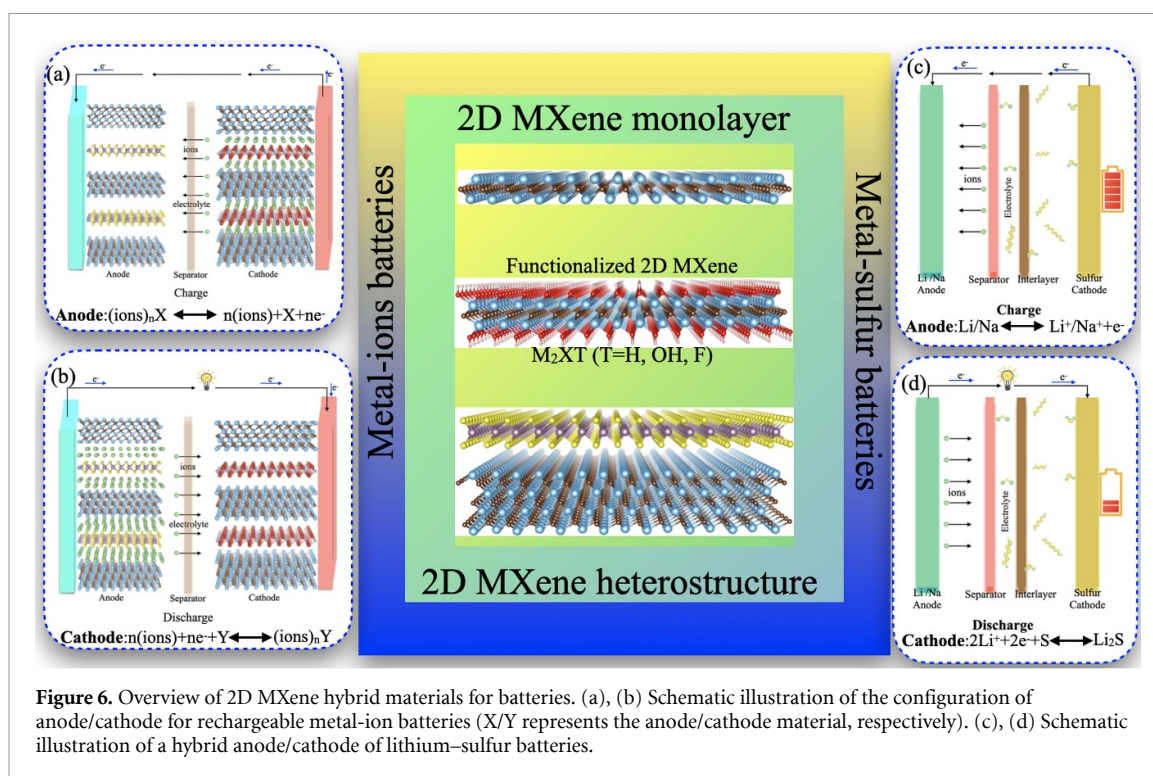 (a)
e-
e-
e-
ions
electrolyte
Anode
Separator
Cathode
Charge
Anode:(ions)ₙX ⟷ n(ions)+X+ne-
(b)
e-
e-
e-
ions
electrolyte
Anode
Separator
Cathode
Discharge
Cathode:n(ions)+ne-+Y⟷(ions)ₙY
Metal-ions batteries
2D MXene monolayer
Functionalized 2D MXene
M₂XT (T=H, OH, F)
2D MXene heterostructure
Metal-sulfur batteries
(c)
e-
e-
ions
Electrolyte
Li /Na
Anode
Separator
Interlayer
Sulfur
Cathode
Charge
Anode:Li/Na⟷Li⁺/Na⁺+e-
(d)
e-
e-
ions
Electrolyte
Li /Na
Anode
Separator
Interlayer
Sulfur
Cathode
Discharge
Cathode:2Li⁺+2e-+S⟷Li₂S
Figure 6. Overview of 2D MXene hybrid materials for batteries. (a), (b) Schematic illustration of the configuration of
anode/cathode for rechargeable metal-ion batteries (X/Y represents the anode/cathode material, respectively). (c), (d) Schematic
illustration of a hybrid anode/cathode of lithium–sulfur batteries.